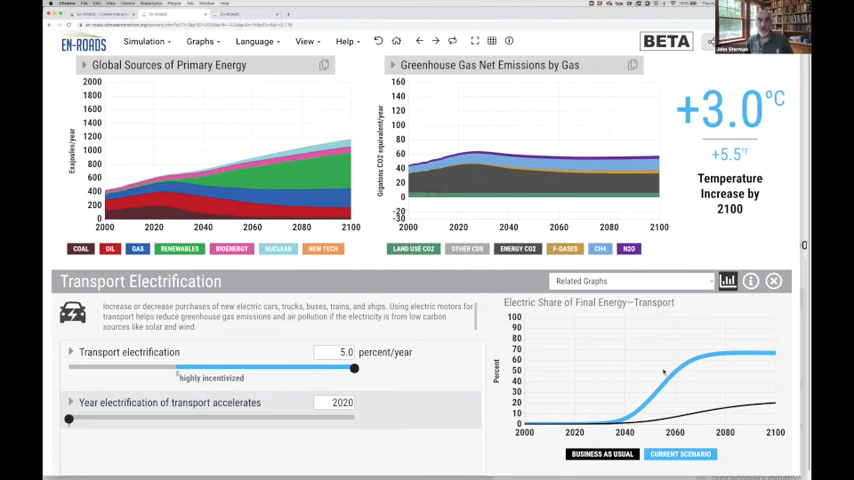 EN-ROADS
Simulation
Graphs
Language
View
Help
BETA
John Sterman
Global Sources of Primary Energy
Greenhouse Gas Net Emissions by Gas
2000
1800
1600
1400
1200
1000
800
600
400
200
0
Exajoules/year
2000 2020 2040 2060 2080 2100
COAL OIL GAS RENEWABLES BIOENERGY NUCLEAR NEW TECH
160
140
120
100
80
60
40
20
0
-20
-30
Gigatons CO2 equivalent/year
2000 2020 2040 2060 2080 2100
LAND USE CO2 OTHER CDR ENERGY CO2 F-GASES CH4 N2O
+3.0°C
+5.5°F
Temperature
Increase by
2100
Transport Electrification
Related Graphs
Increase or decrease purchases of new electric cars, trucks, buses, trains, and ships. Using electric motors for
transport helps reduce greenhouse gas emissions and air pollution if the electricity is from low carbon
sources like solar and wind.
Transport electrification 5.0 percent/year
highly incentivized
Year electrification of transport accelerates 2020
Electric Share of Final Energy—Transport
100
90
80
70
60
50
40
30
20
10
0
Percent
2000 2020 2040 2060 2080 2100
BUSINESS AS USUAL CURRENT SCENARIO